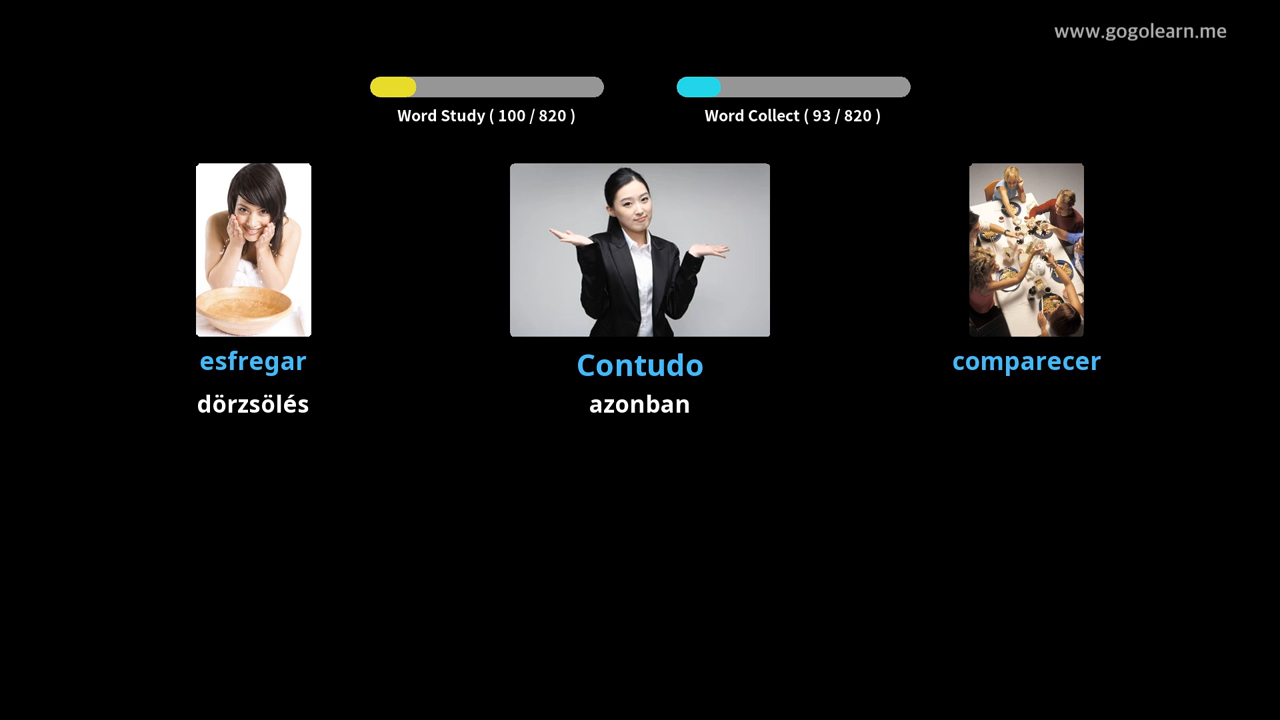 www.gogolearn.me
Word Study ( 100 / 820 )
Word Collect ( 93 / 820 )
esfregar
dörzsölés
Contudo
azonban
comparecer